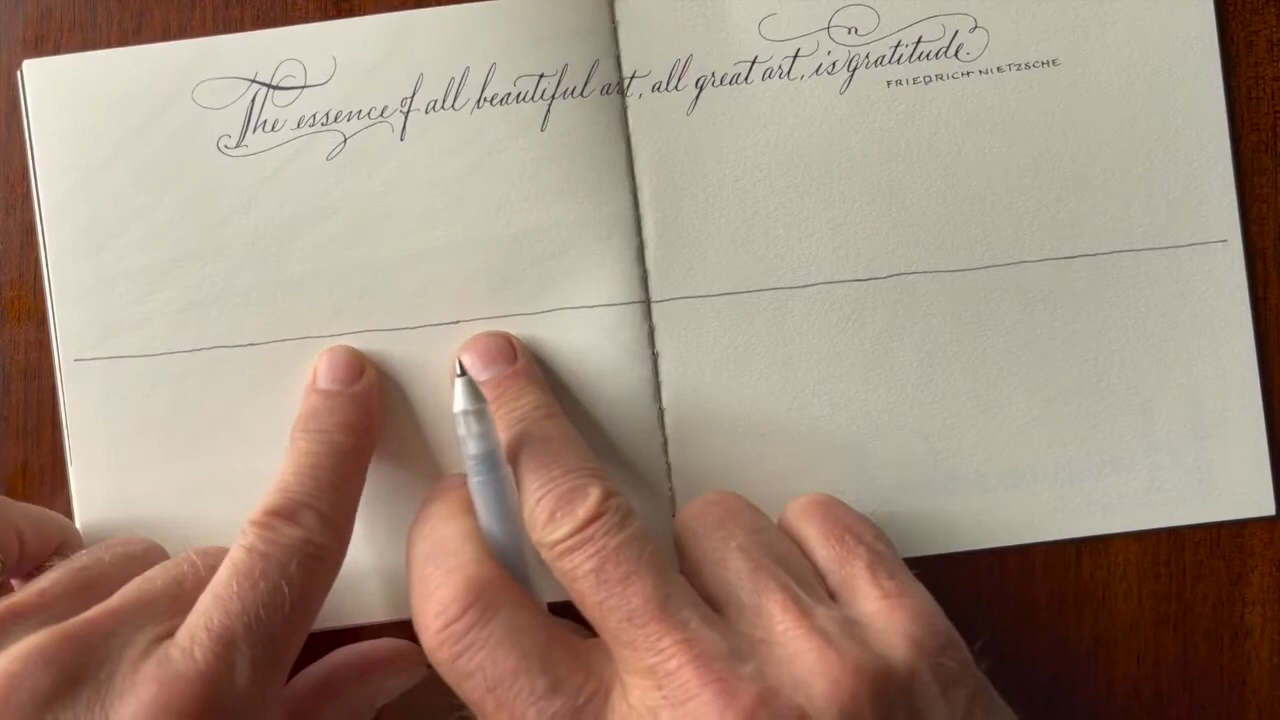 The essence of all beautiful art, all great art, is gratitude.
FRIEDRICH NIETZSCHE